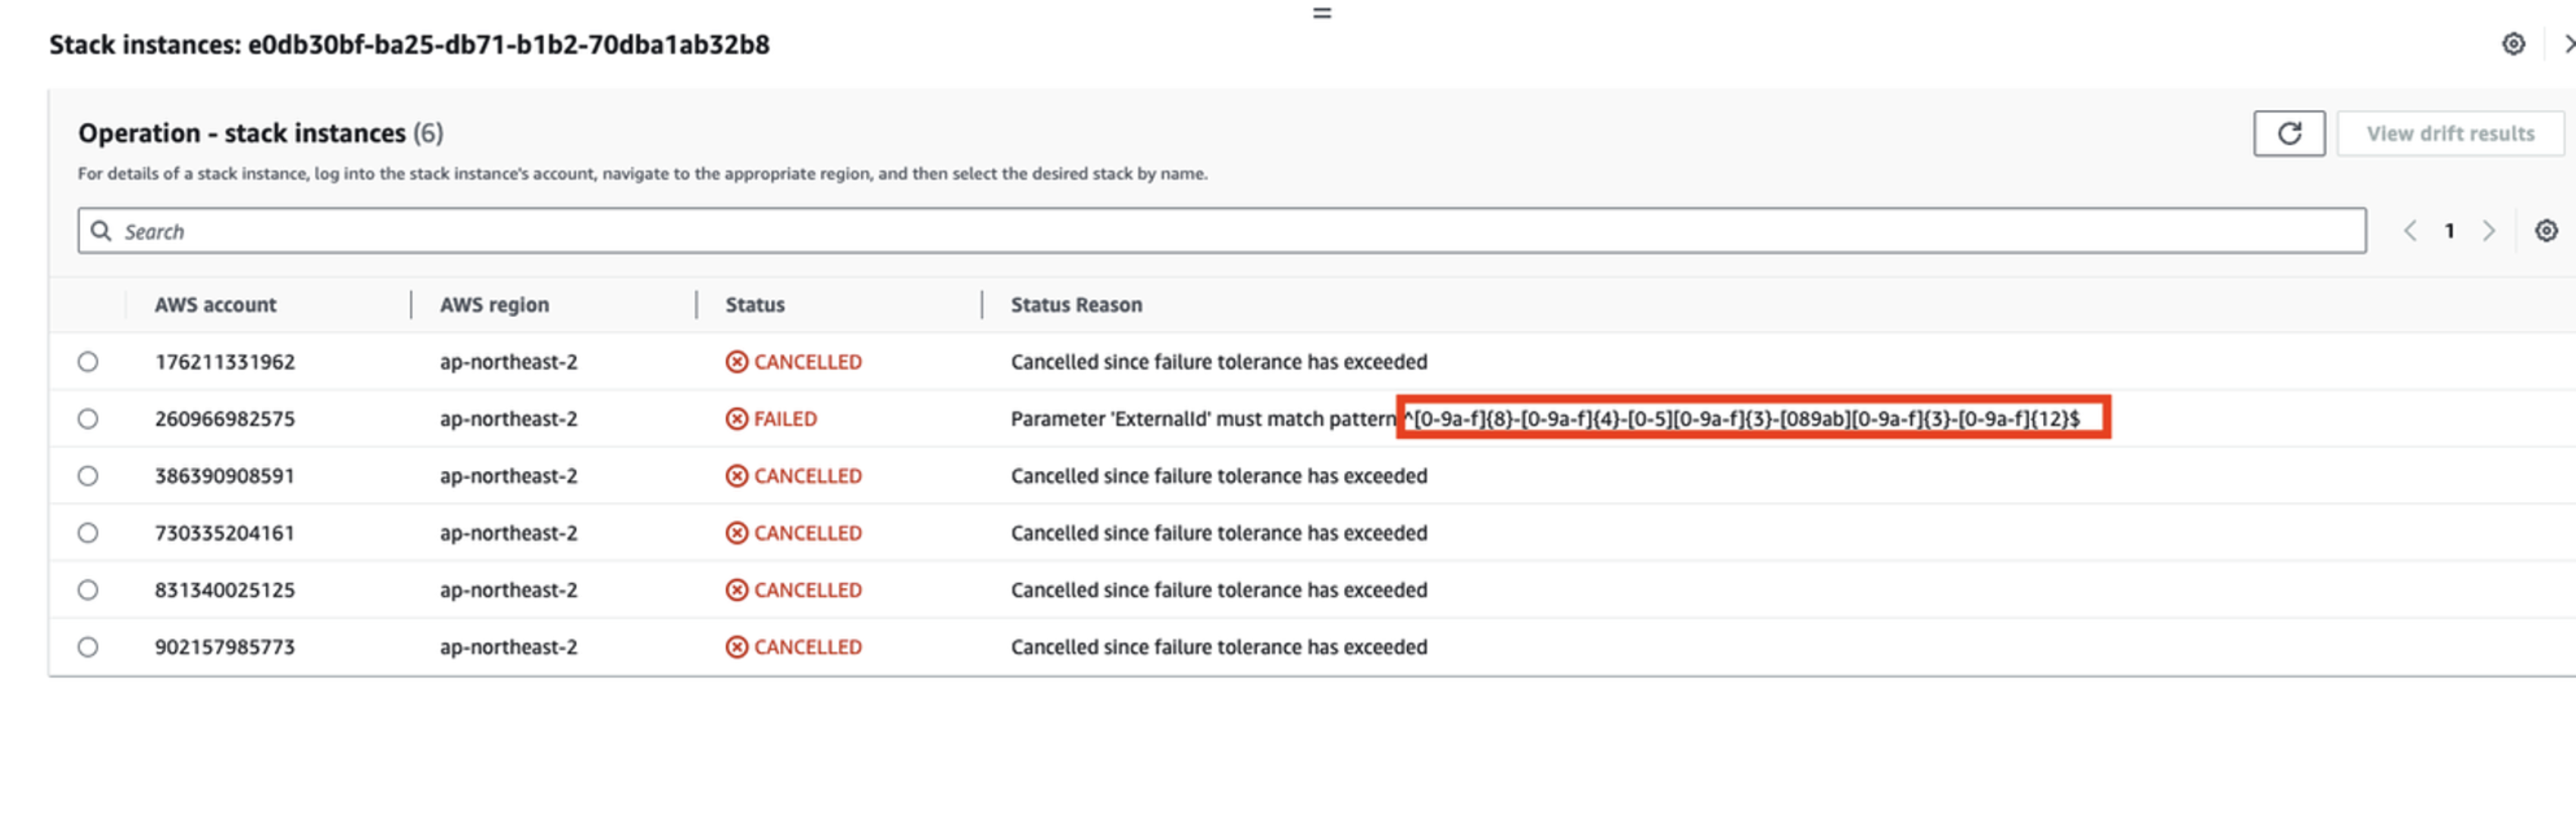 Stack instances: e0db30bf-ba25-db71-b1b2-70dba1ab32b8
Operation - stack instances (6)
View drift results
For details of a stack instance, log into the stack instance's account, navigate to the appropriate region, and then select the desired stack by name.
Search
1
AWS account AWS region Status Status Reason
176211331962 ap-northeast-2 CANCELLED Cancelled since failure tolerance has exceeded
260966982575 ap-northeast-2 FAILED Parameter 'ExternalId' must match pattern ^[0-9a-f]{8}-[0-9a-f]{4}-[0-5][0-9a-f]{3}-[089ab][0-9a-f]{3}-[0-9a-f]{12}$
386390908591 ap-northeast-2 CANCELLED Cancelled since failure tolerance has exceeded
730335204161 ap-northeast-2 CANCELLED Cancelled since failure tolerance has exceeded
831340025125 ap-northeast-2 CANCELLED Cancelled since failure tolerance has exceeded
902157985773 ap-northeast-2 CANCELLED Cancelled since failure tolerance has exceeded